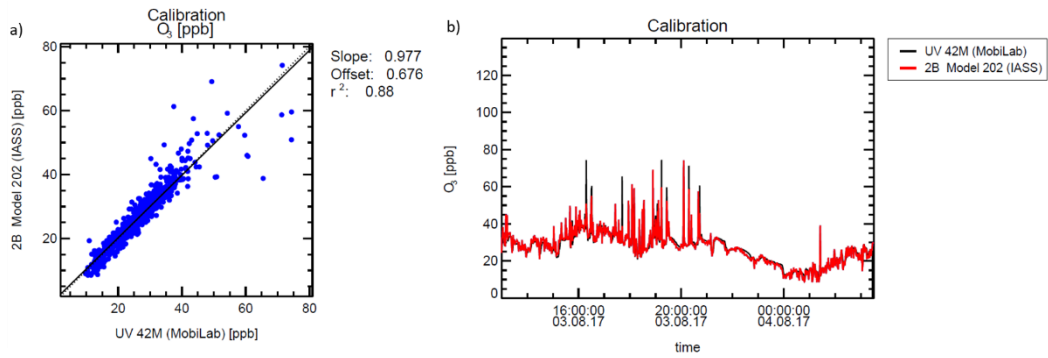 a)
Calibration
O3 [ppb]
80
60
40
20
20
40
60
80
2B Model 202 (IASS) [ppb]
UV 42M (MobiLab) [ppb]
Slope: 0.977
Offset: 0.676
r 2: 0.88
b)
Calibration
120
100
80
60
40
20
0
O3 [ppb]
16:00:00
03.08.17
20:00:00
03.08.17
00:00:00
04.08.17
time
UV 42M (MobiLab)
2B Model 202 (IASS)